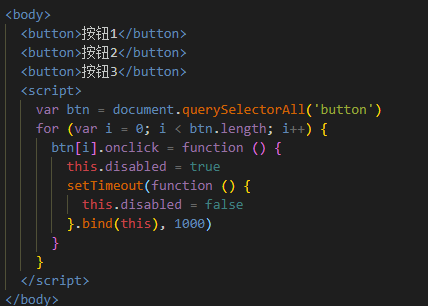 <body>
<button>按钮1</button>
<button>按钮2</button>
<button>按钮3</button>
<script>
var btn = document.querySelectorAll('button')
for (var i = 0; i < btn.length; i++) {
btn[i].onclick = function () {
this.disabled = true
setTimeout(function () {
this.disabled = false
}.bind(this), 1000)
}
}
</script>
</body>